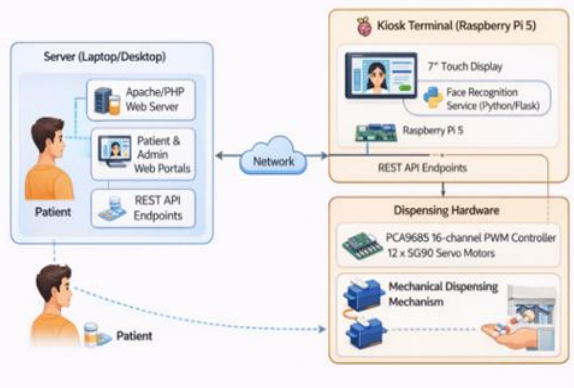 Server (Laptop/Desktop)
Apache/PHP
Web Server
Patient &
Admin
Web Portals
REST API
Endpoints
Patient
Patient
Network
Kiosk Terminal (Raspberry Pi 5)
7" Touch Display
Face Recognition
Service (Python/Flask)
Raspberry Pi 5
REST API Endpoints
Dispensing Hardware
PCA9685 16-channel PWM Controller
12 x SG90 Servo Motors
Mechanical Dispensing
Mechanism